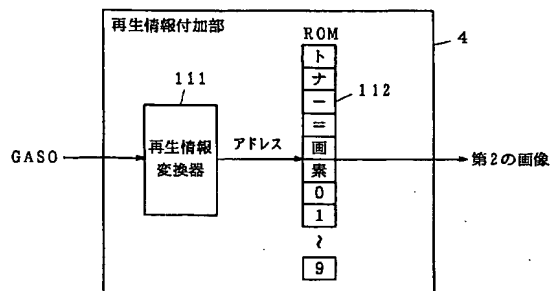 再生情報付加部
ROM
4
111
ト
ナ
ー
=
画
素
0
1
~
9
112
再生情報
変換器
アドレス
GASO
第2の画像